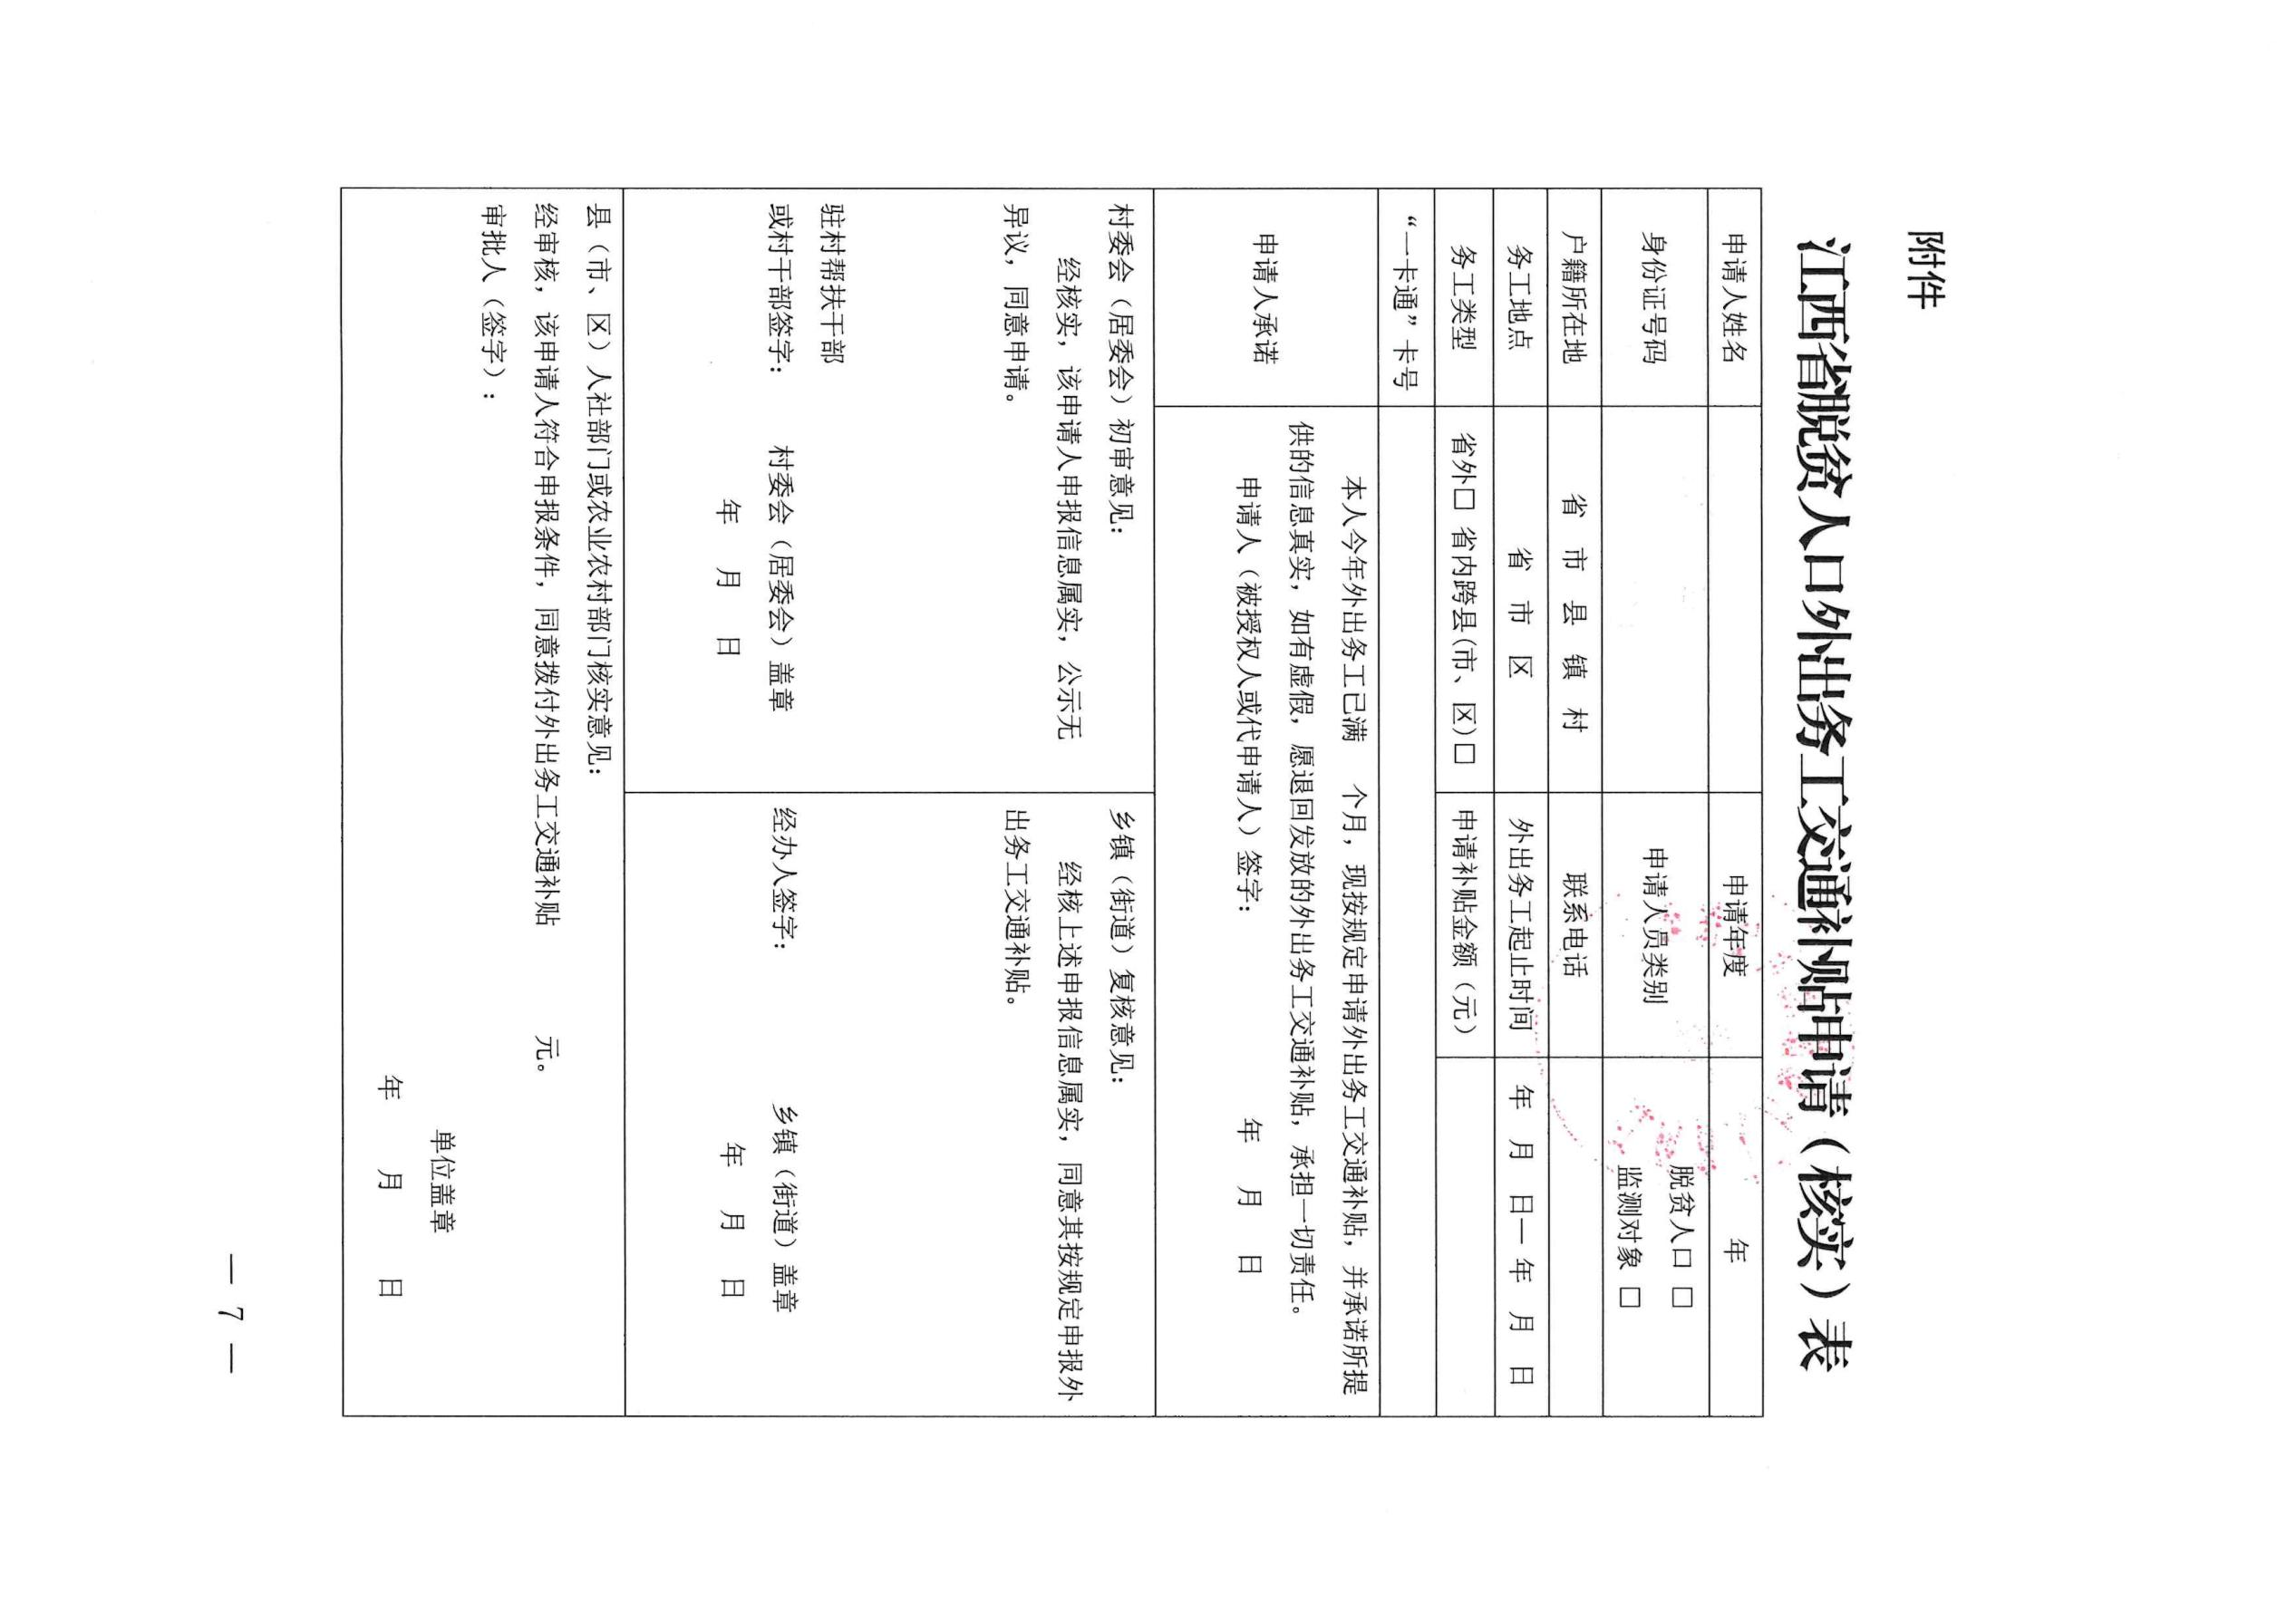 附件
江西省脱贫人口外出务工交通补贴申请（核实）表
申请人姓名
申请年度
年
身份证号码
申请人员类别
脱贫人口 □
监测对象 □
户籍所在地
省 市 县 镇 村
联系电话
务工地点
省 市 区
外出务工起止时间
年 月 日—年 月 日
务工类型
省外□ 省内跨县（市、区）□
申请补贴金额（元）
“一卡通”卡号
申请人承诺
本人今年外出务工已满 个月，现按规定申请外出务工交通补贴，并承诺所提
供的信息真实，如有虚假，愿退回发放的外出务工交通补贴，承担一切责任。
申请人（被授权人或代申请人）签字： 年 月 日
村委会（居委会）初审意见：
经核实，该申请人申报信息属实，公示无
异议，同意申请。
驻村帮扶干部
或村干部签字： 村委会（居委会）盖章
年 月 日
乡镇（街道）复核意见：
经核上述申报信息属实，同意其按规定申报外
出务工交通补贴。
经办人签字： 乡镇（街道）盖章
年 月 日
县（市、区）人社部门或农业农村部门核实意见：
经审核，该申请人符合申报条件，同意拨付外出务工交通补贴 元。
审批人（签字）：
单位盖章
年 月 日
— 7 —